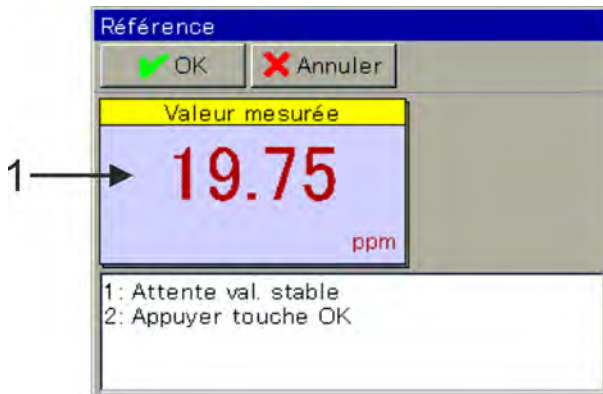 Référence
OK Annuler
Valeur mesurée
1
19.75
ppm
1: Attente val. stable
2: Appuyer touche OK